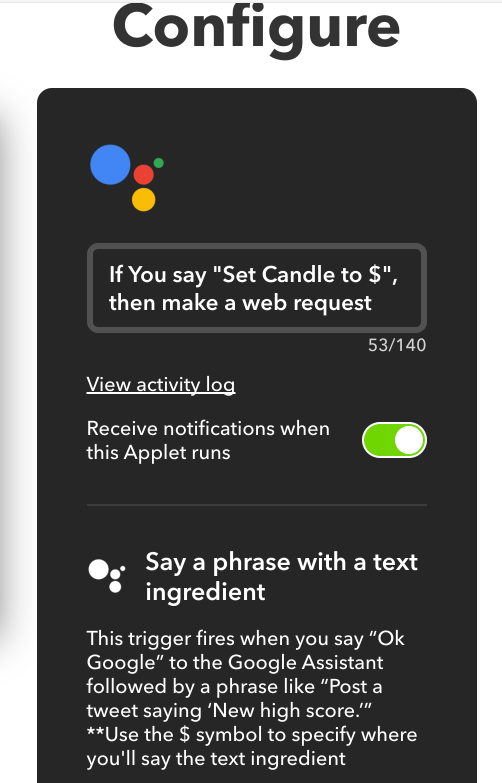 Configure
If You say "Set Candle to $",
then make a web request
53/140
View activity log
Receive notifications when
this Applet runs
Say a phrase with a text
ingredient
This trigger fires when you say “Ok
Google” to the Google Assistant
followed by a phrase like “Post a
tweet saying ‘New high score.’”
**Use the $ symbol to specify where
you'll say the text ingredient